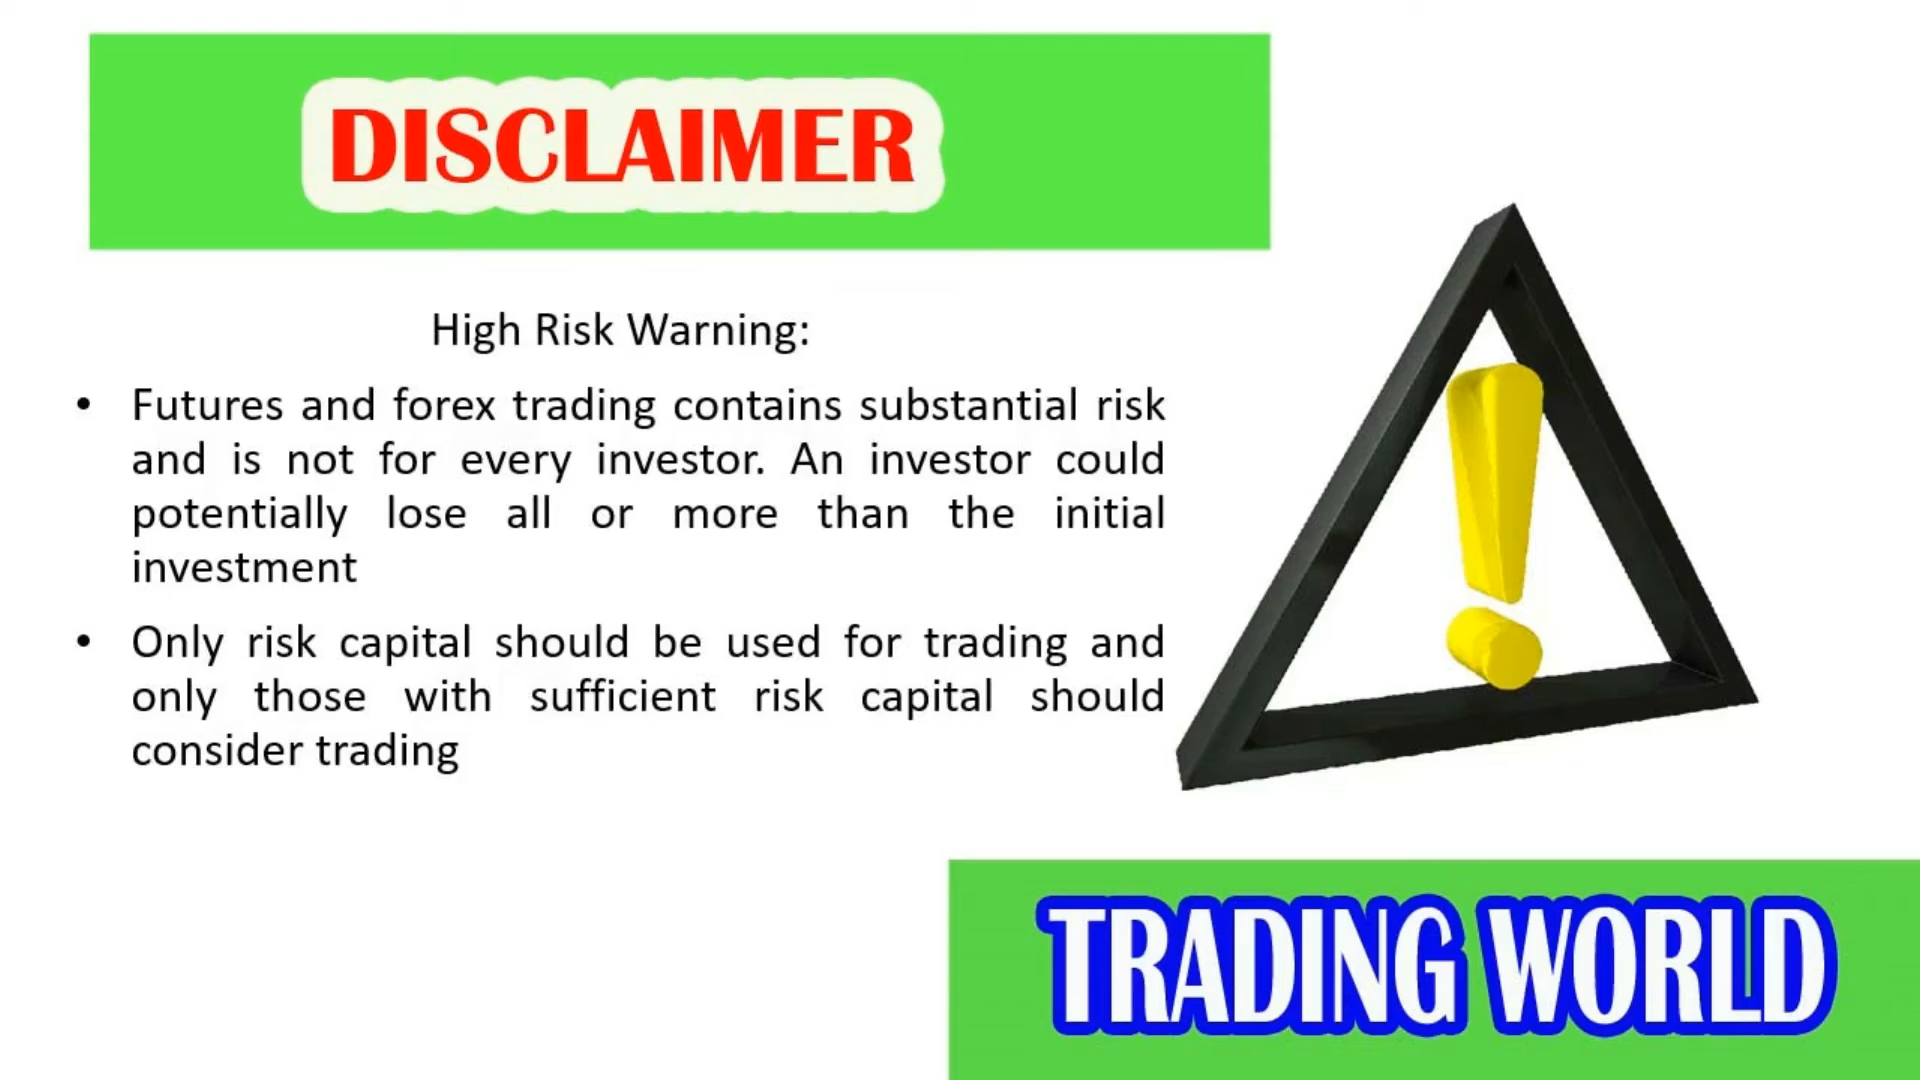 DISCLAIMER
High Risk Warning:
• Futures and forex trading contains substantial risk
and is not for every investor. An investor could
potentially lose all or more than the initial
investment
• Only risk capital should be used for trading and
only those with sufficient risk capital should
consider trading
TRADING WORLD